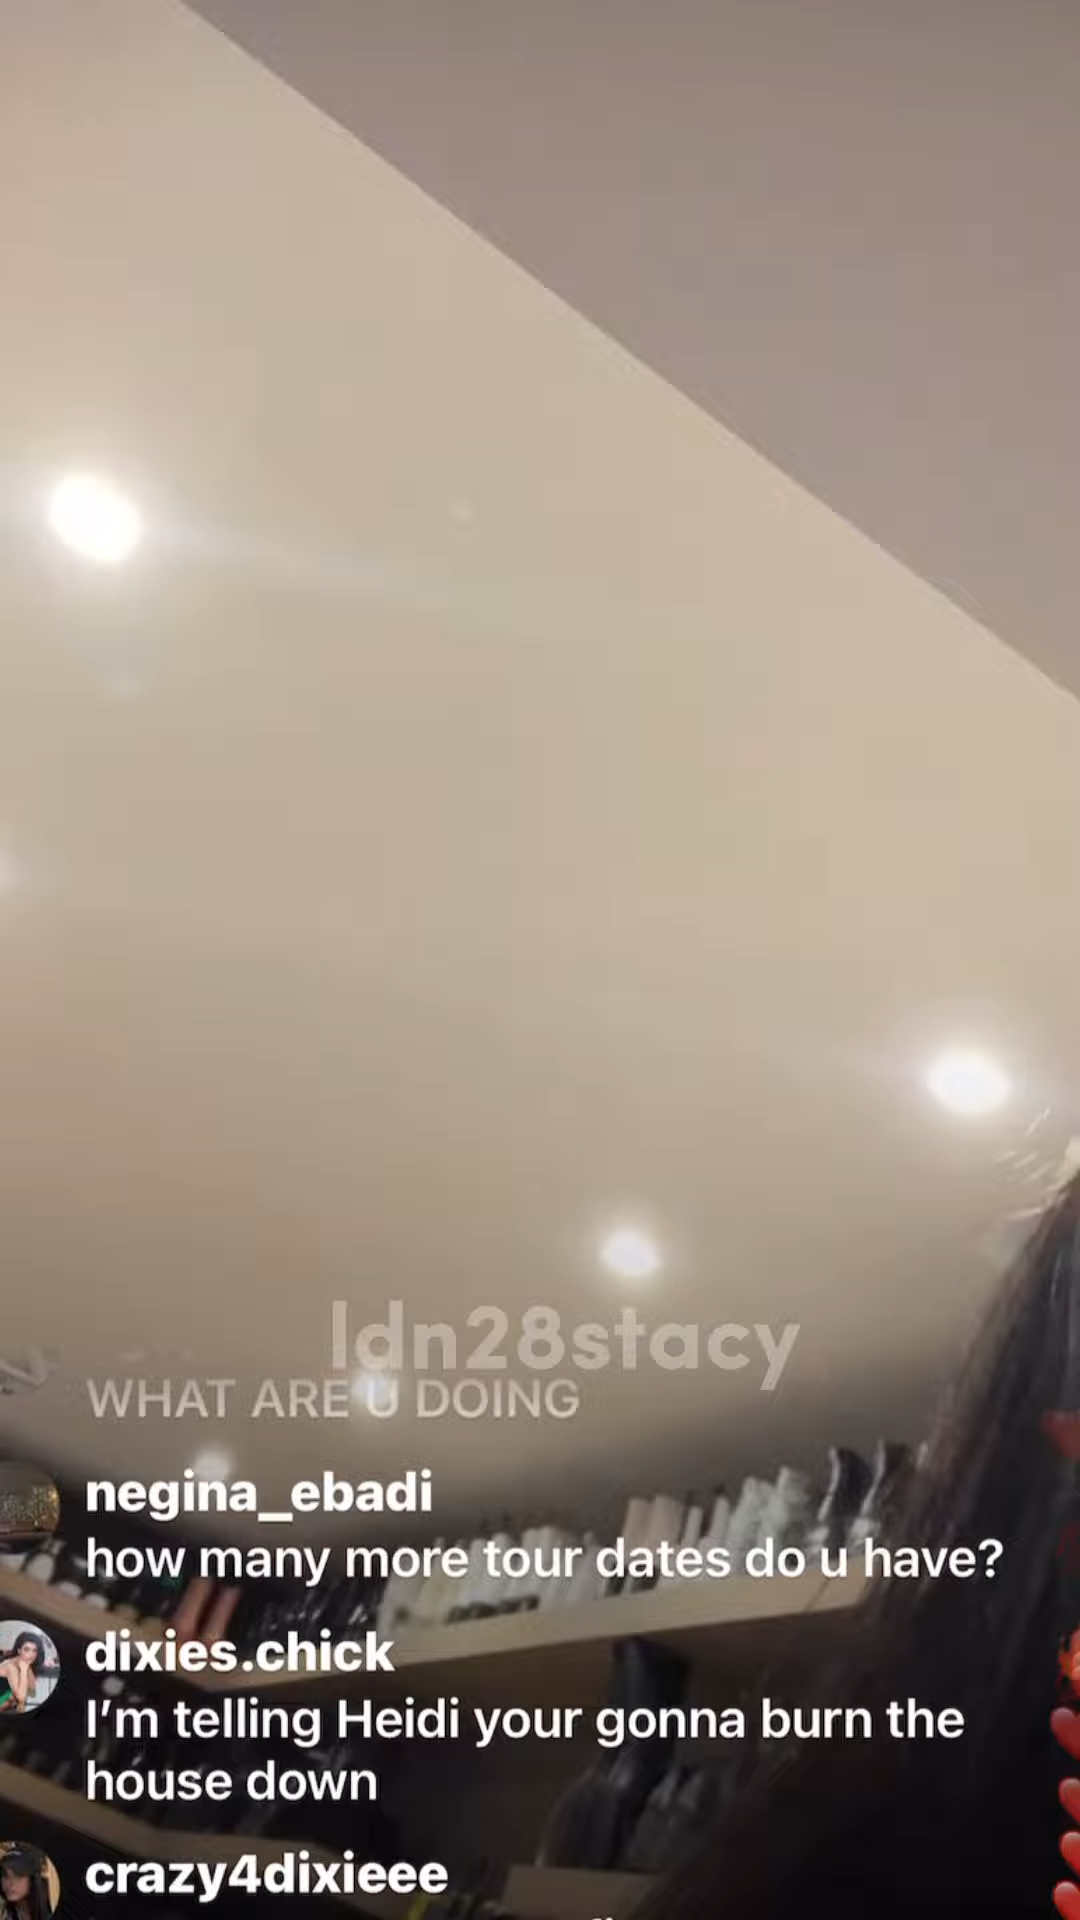 ldn28stacy
WHAT ARE U DOING
negina_ebadi
how many more tour dates do u have?
dixies.chick
I’m telling Heidi your gonna burn the
house down
crazy4dixieee